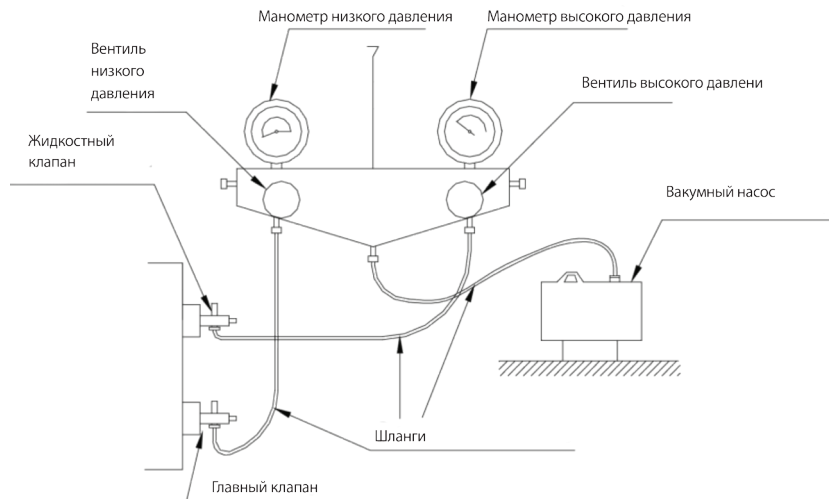 Манометр низкого давления
Манометр высокого давления
Вентиль
низкого
давления
Вентиль высокого давлени
Жидкостный
клапан
Вакумный насос
Шланги
Главный клапан